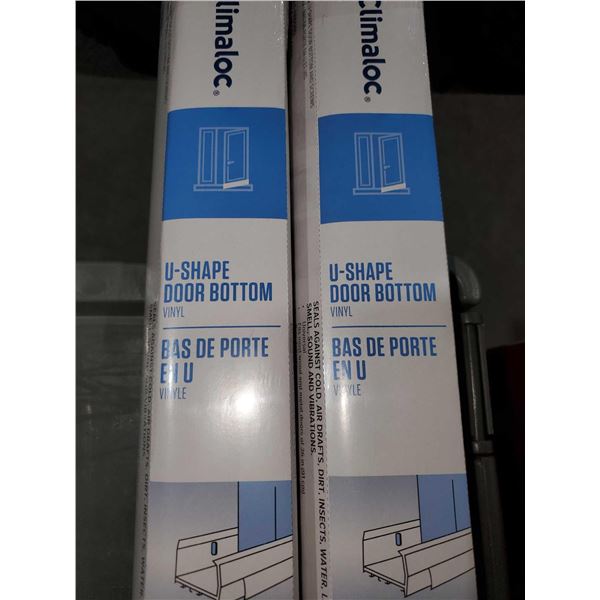 Climaloc®
U-SHAPE
DOOR BOTTOM
VINYL
BAS DE PORTE
EN U
VINYLE
Climaloc®
SEALS AGAINST COLD, AIR DRAFTS, DIRT, INSECTS, WATER,
SMELL, SOUND AND VIBRATIONS.
• Universal
U-SHAPE
DOOR BOTTOM
VINYL
BAS DE PORTE
EN U
VINYLE